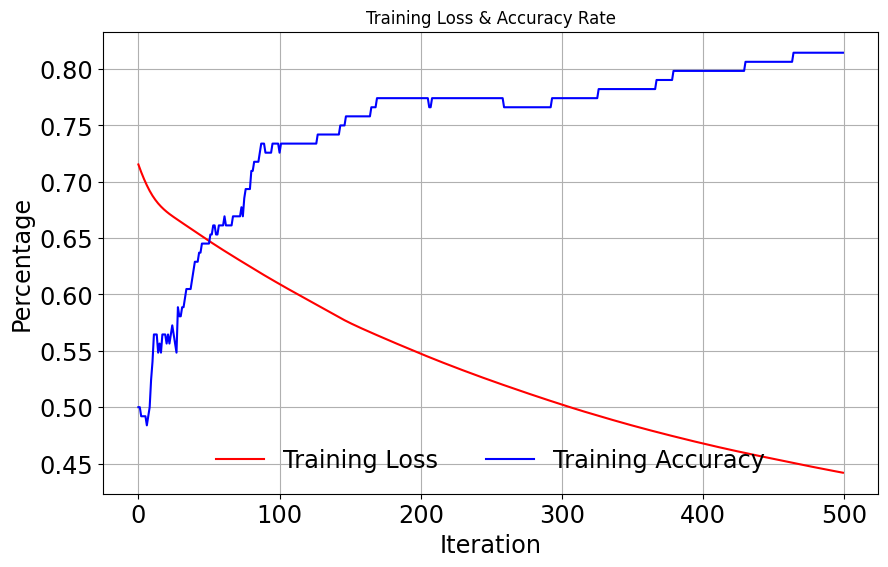 Training Loss & Accuracy Rate
Percentage
0.80
0.75
0.70
0.65
0.60
0.55
0.50
0.45
Training Loss Training Accuracy
0 100 200 300 400 500
Iteration